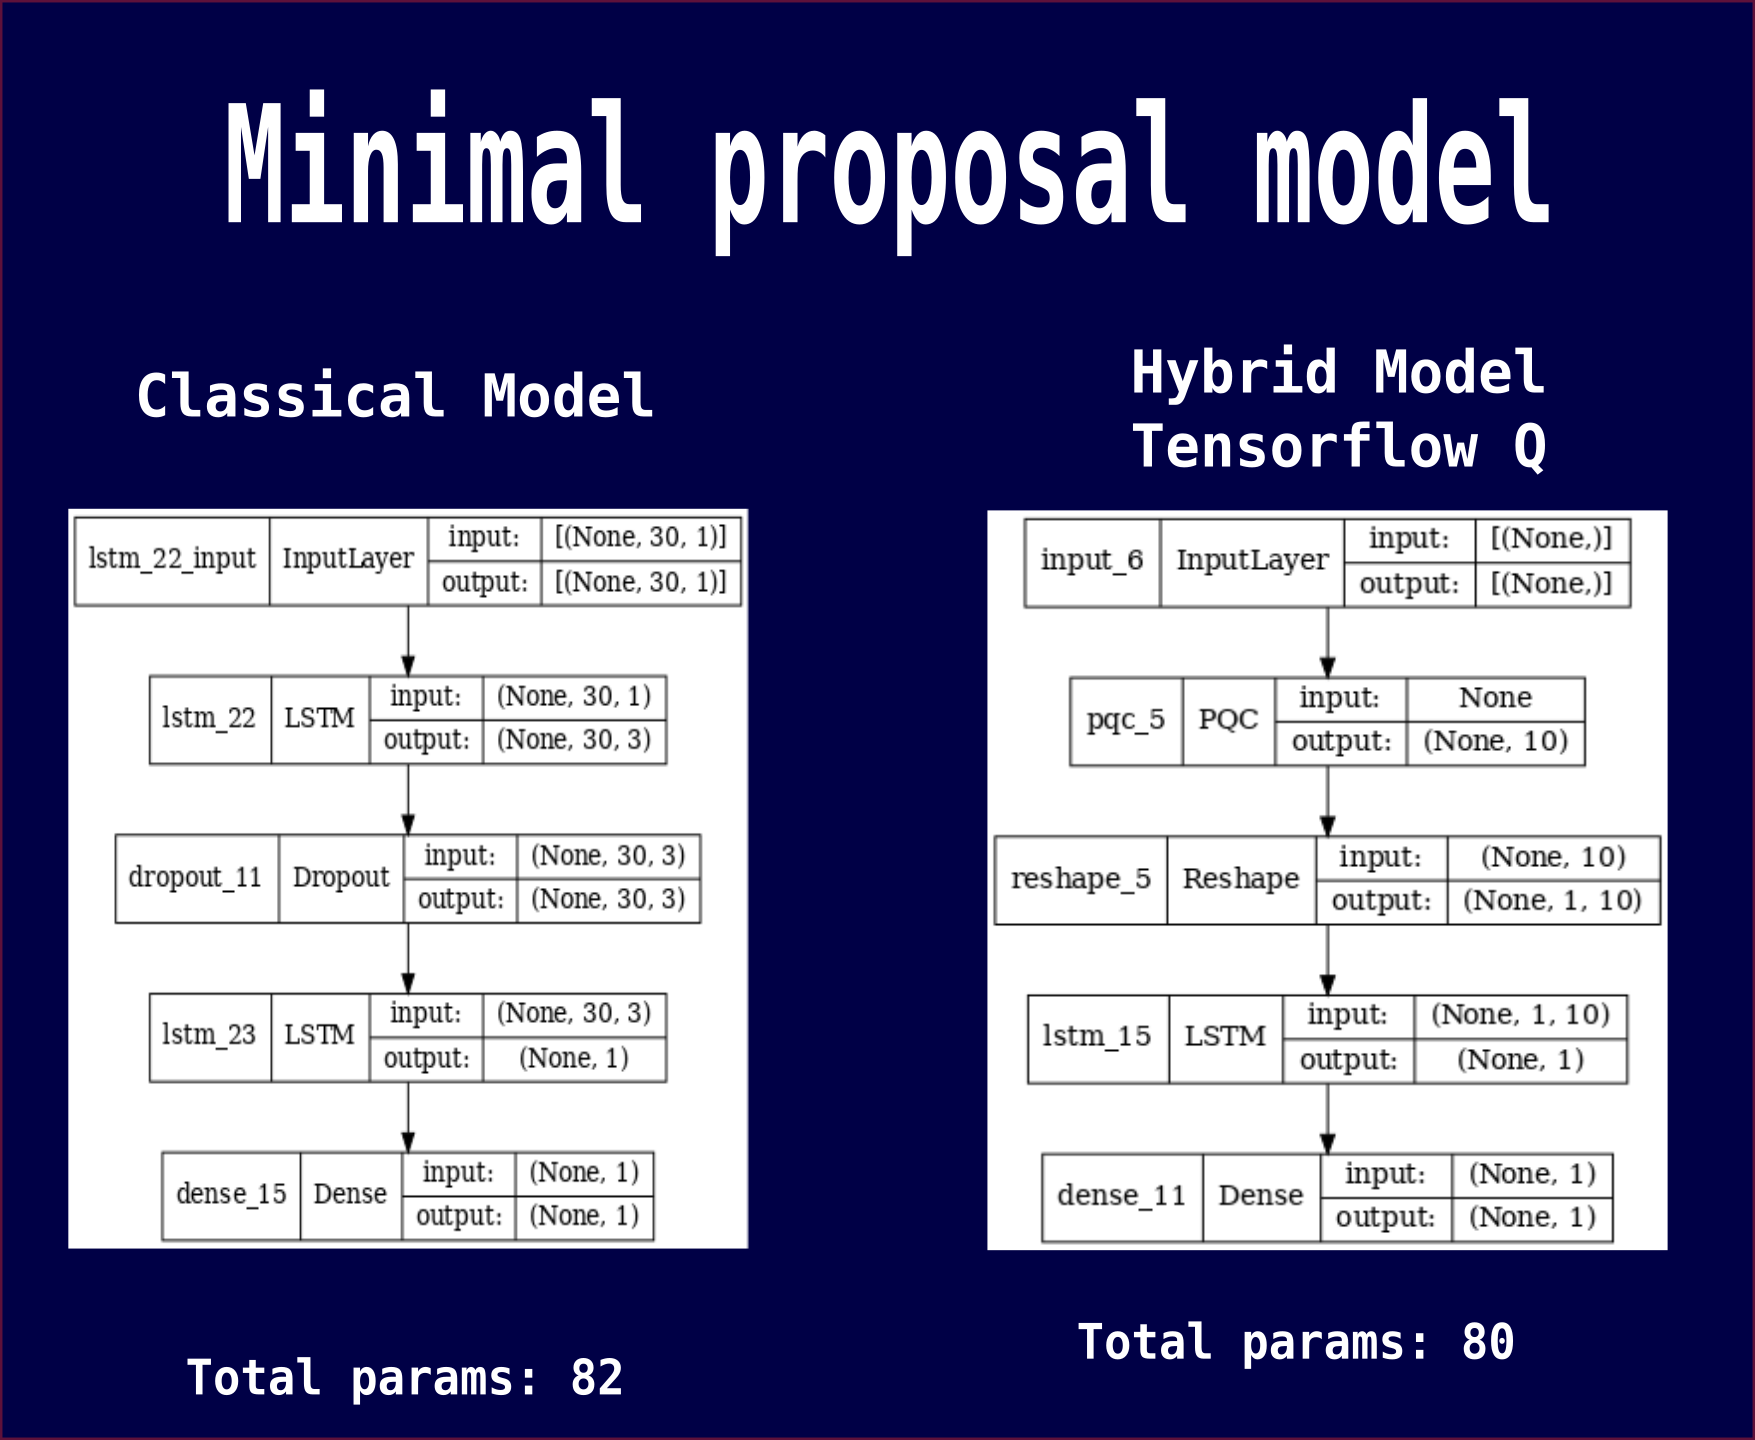 Minimal proposal model
Classical Model
lstm_22_input InputLayer input: [(None, 30, 1)]
output: [(None, 30, 1)]
lstm_22 LSTM input: (None, 30, 1)
output: (None, 30, 3)
dropout_11 Dropout input: (None, 30, 3)
output: (None, 30, 3)
lstm_23 LSTM input: (None, 30, 3)
output: (None, 1)
dense_15 Dense input: (None, 1)
output: (None, 1)
Total params: 82
Hybrid Model
Tensorflow Q
input_6 InputLayer input: [(None,)]
output: [(None,)]
pqc_5 PQC input: None
output: (None, 10)
reshape_5 Reshape input: (None, 10)
output: (None, 1, 10)
lstm_15 LSTM input: (None, 1, 10)
output: (None, 1)
dense_11 Dense input: (None, 1)
output: (None, 1)
Total params: 80